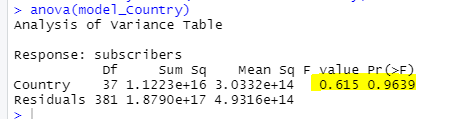 > anova(model_Country)
Analysis of Variance Table
Response: subscribers
Df Sum Sq Mean Sq F value Pr(>F)
Country 37 1.1223e+16 3.0332e+14 0.615 0.9639
Residuals 381 1.8790e+17 4.9316e+14
>